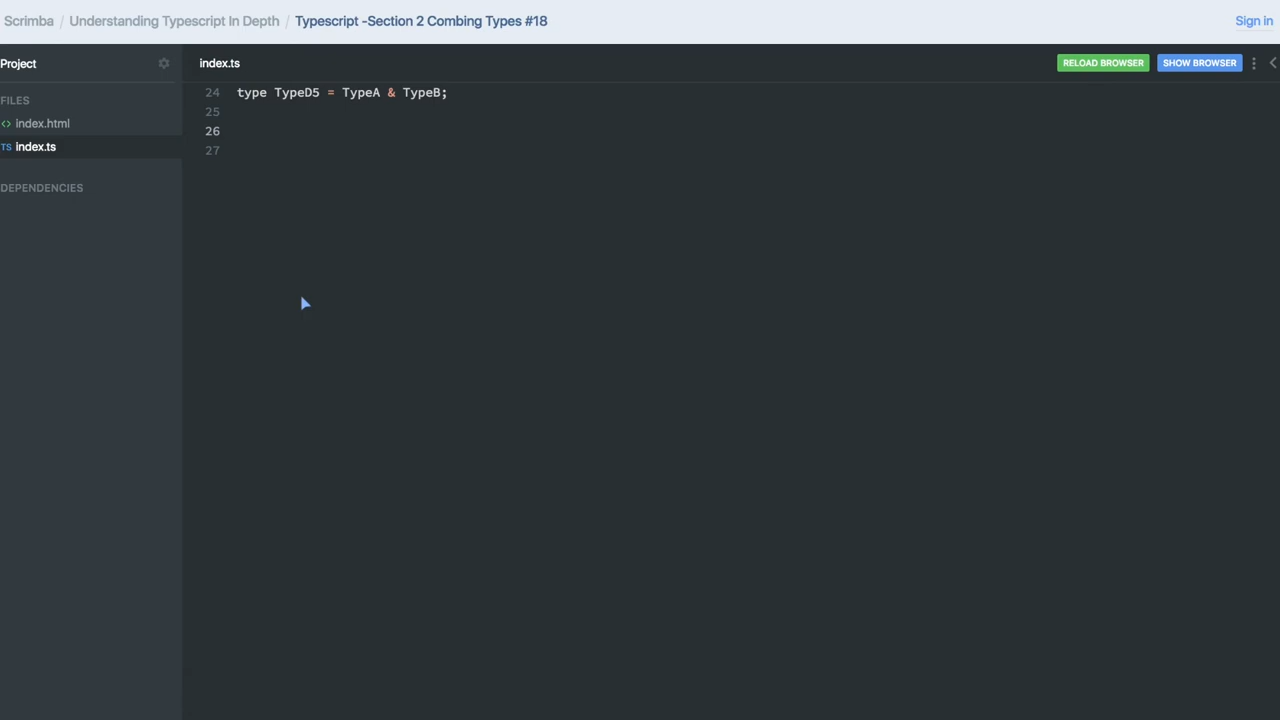 Scrimba / Understanding Typescript In Depth / Typescript -Section 2 Combing Types #18
Sign in
Project
index.ts
RELOAD BROWSER
SHOW BROWSER
FILES
<> index.html
TS index.ts
DEPENDENCIES
24 type TypeD5 = TypeA & TypeB;
25
26
27